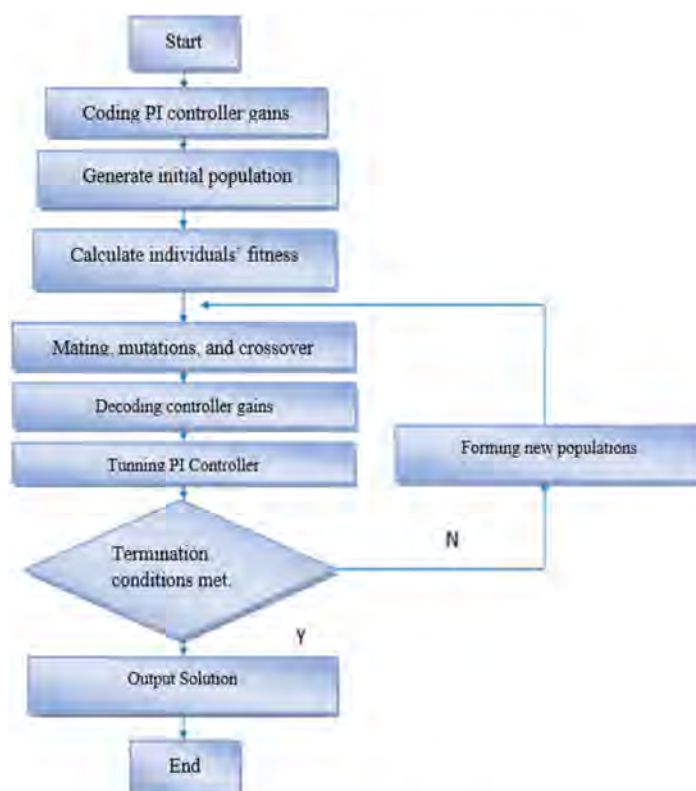 Start
Coding PI controller gains
Generate initial population
Calculate individuals' fitness
Mating, mutations, and crossover
Decoding controller gains
Tunning PI Controller
Forming new populations
Termination
conditions met.
N
Y
Output Solution
End